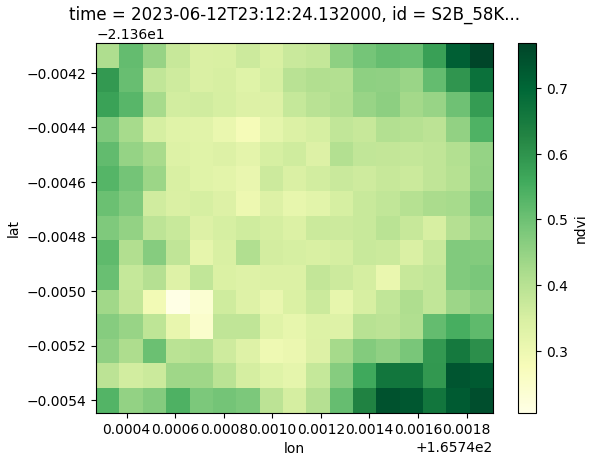 time = 2023-06-12T23:12:24.132000, id = S2B_58K...
−2.136e1
−0.0042
−0.0044
−0.0046
−0.0048
−0.0050
−0.0052
−0.0054
lat
0.0004 0.0006 0.0008 0.0010 0.0012 0.0014 0.0016 0.0018
lon
+1.6574e2
0.7
0.6
0.5
0.4
0.3
ndvi